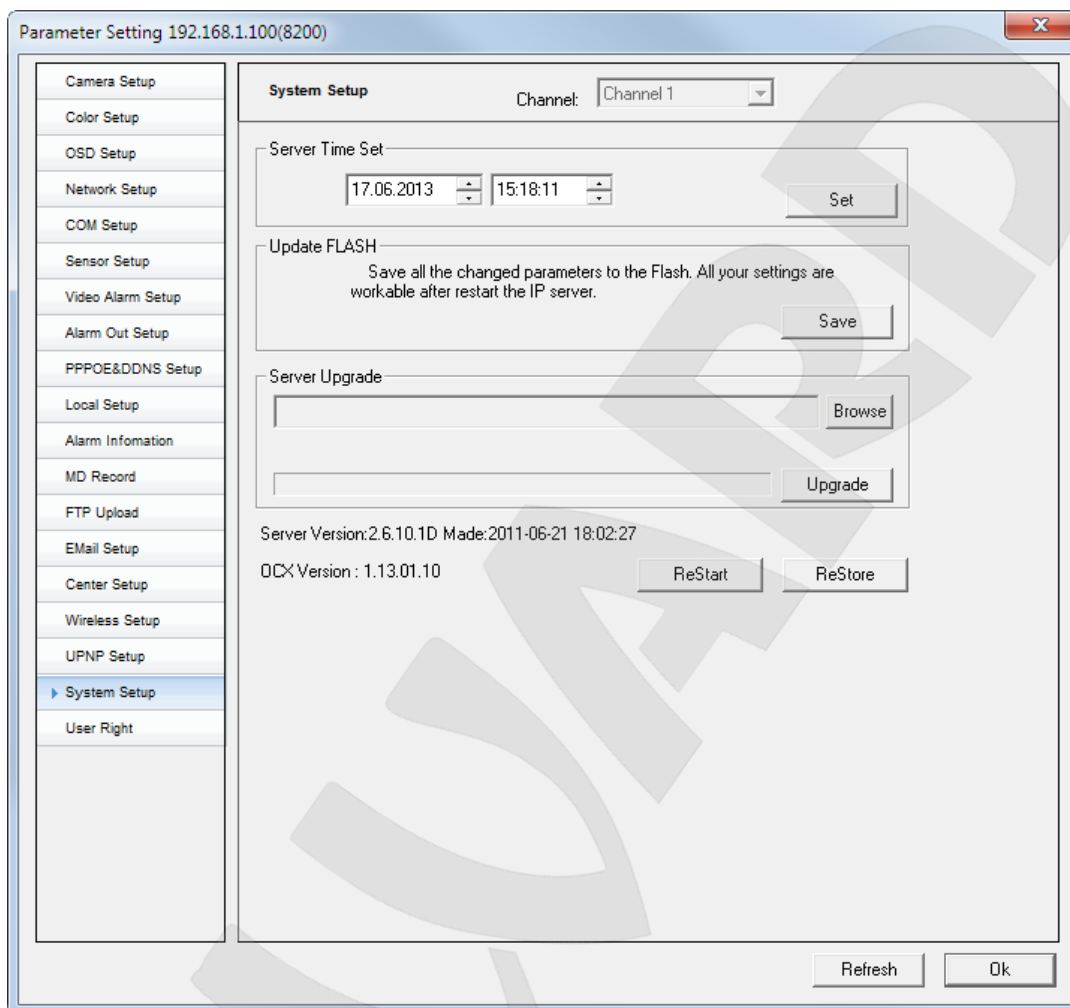 Parameter Setting 192.168.1.100(8200)
Camera Setup
Color Setup
OSD Setup
Network Setup
COM Setup
Sensor Setup
Video Alarm Setup
Alarm Out Setup
PPPOE&DDNS Setup
Local Setup
Alarm Infomation
MD Record
FTP Upload
EMail Setup
Center Setup
Wireless Setup
UPNP Setup
System Setup
User Right
System Setup
Channel: Channel 1
Server Time Set
17.06.2013 15:18:11
Set
Update FLASH
Save all the changed parameters to the Flash. All your settings are
workable after restart the IP server.
Save
Server Upgrade
Browse
Upgrade
Server Version:2.6.10.1D Made:2011-06-21 18:02:27
OCX Version : 1.13.01.10
ReStart ReStore
Refresh Ok